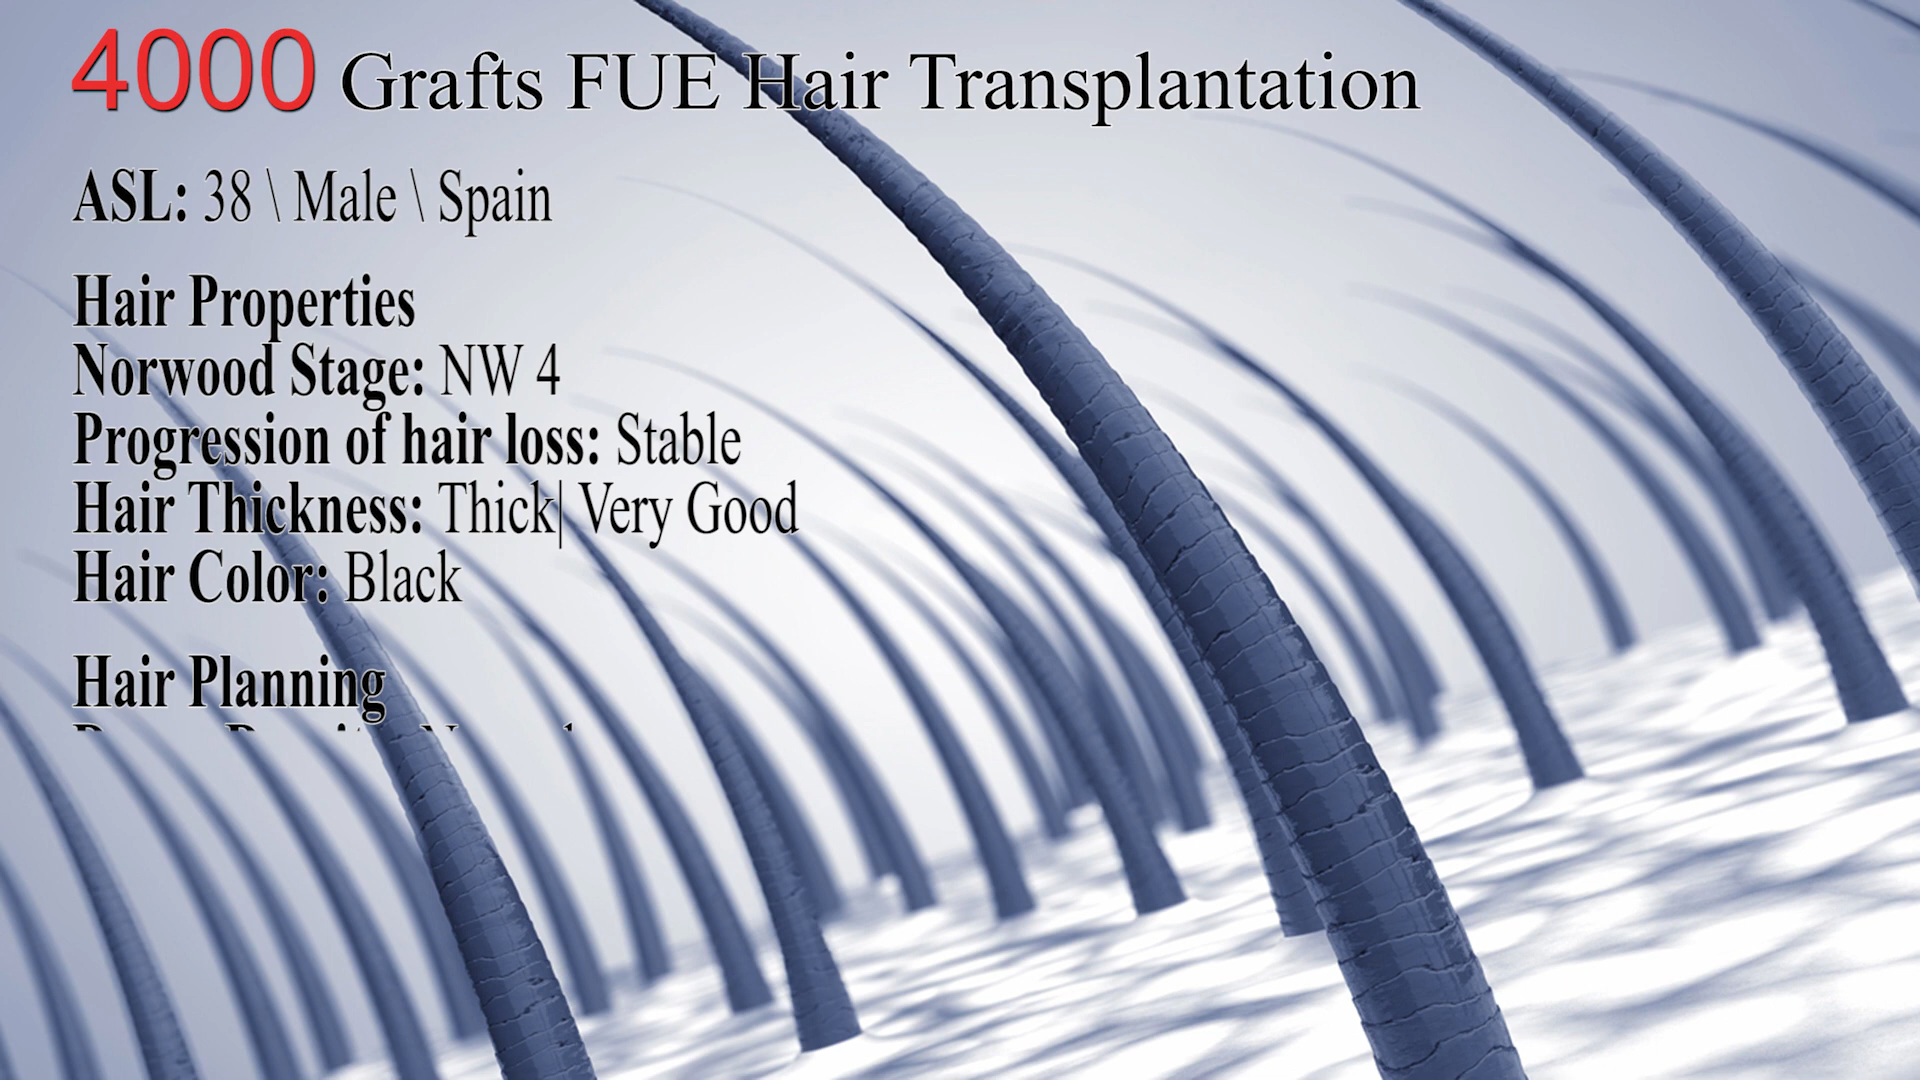 4000 Grafts FUE Hair Transplantation
ASL: 38 \ Male \ Spain
Hair Properties
Norwood Stage: NW 4
Progression of hair loss: Stable
Hair Thickness: Thick| Very Good
Hair Color: Black
Hair Planning